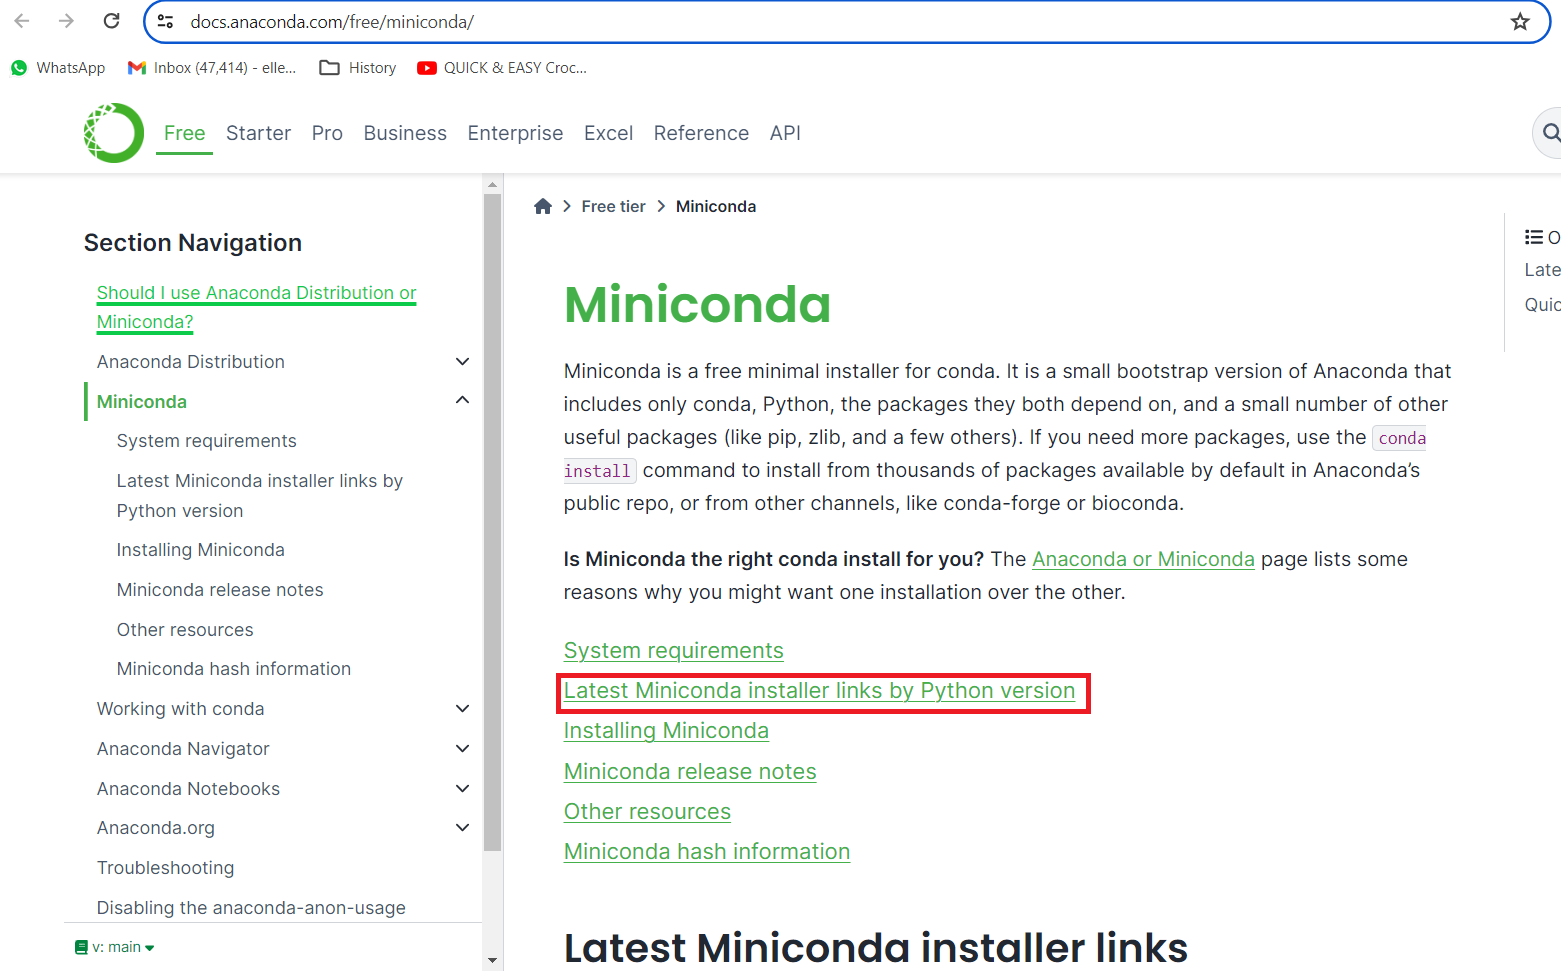 docs.anaconda.com/free/miniconda/
WhatsApp
Inbox (47,414) - elle...
History
QUICK & EASY Croc...
Free
Starter
Pro
Business
Enterprise
Excel
Reference
API
Section Navigation
Should I use Anaconda Distribution or
Miniconda?
Anaconda Distribution
Miniconda
System requirements
Latest Miniconda installer links by
Python version
Installing Miniconda
Miniconda release notes
Other resources
Miniconda hash information
Working with conda
Anaconda Navigator
Anaconda Notebooks
Anaconda.org
Troubleshooting
Disabling the anaconda-anon-usage
v: main
Free tier
Miniconda
Miniconda
Miniconda is a free minimal installer for conda. It is a small bootstrap version of Anaconda that
includes only conda, Python, the packages they both depend on, and a small number of other
useful packages (like pip, zlib, and a few others). If you need more packages, use the conda
install command to install from thousands of packages available by default in Anaconda’s
public repo, or from other channels, like conda-forge or bioconda.
Is Miniconda the right conda install for you? The Anaconda or Miniconda page lists some
reasons why you might want one installation over the other.
System requirements
Latest Miniconda installer links by Python version
Installing Miniconda
Miniconda release notes
Other resources
Miniconda hash information
Latest Miniconda installer links
O
Late
Quic